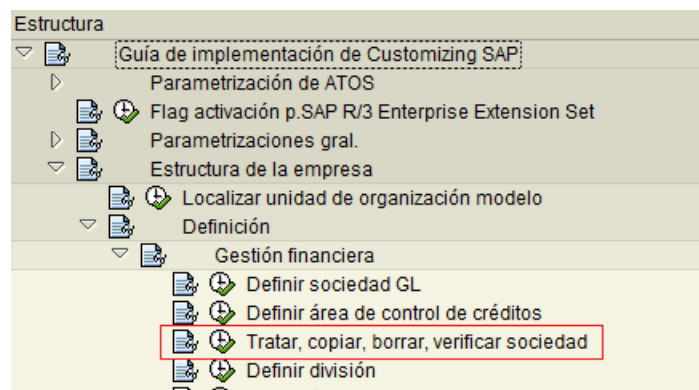 Estructura
Guía de implementación de Customizing SAP
Parametrización de ATOS
Flag activación p.SAP R/3 Enterprise Extension Set
Parametrizaciones gral.
Estructura de la empresa
Localizar unidad de organización modelo
Definición
Gestión financiera
Definir sociedad GL
Definir área de control de créditos
Tratar, copiar, borrar, verificar sociedad
Definir división